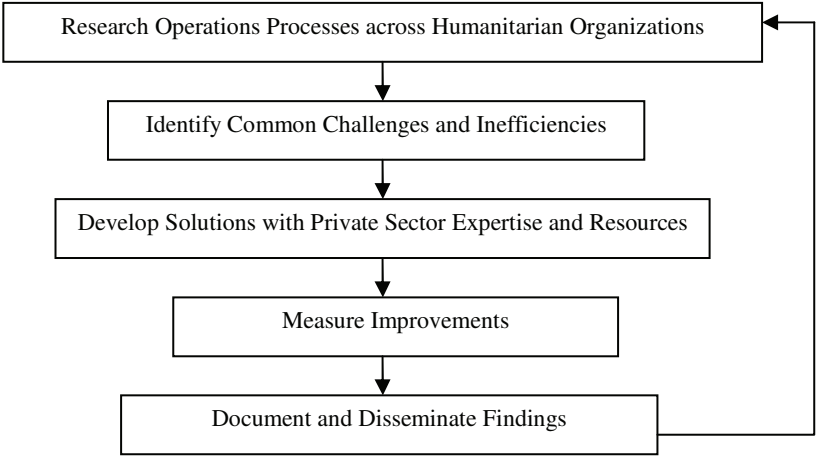 Research Operations Processes across Humanitarian Organizations
Identify Common Challenges and Inefficiencies
Develop Solutions with Private Sector Expertise and Resources
Measure Improvements
Document and Disseminate Findings